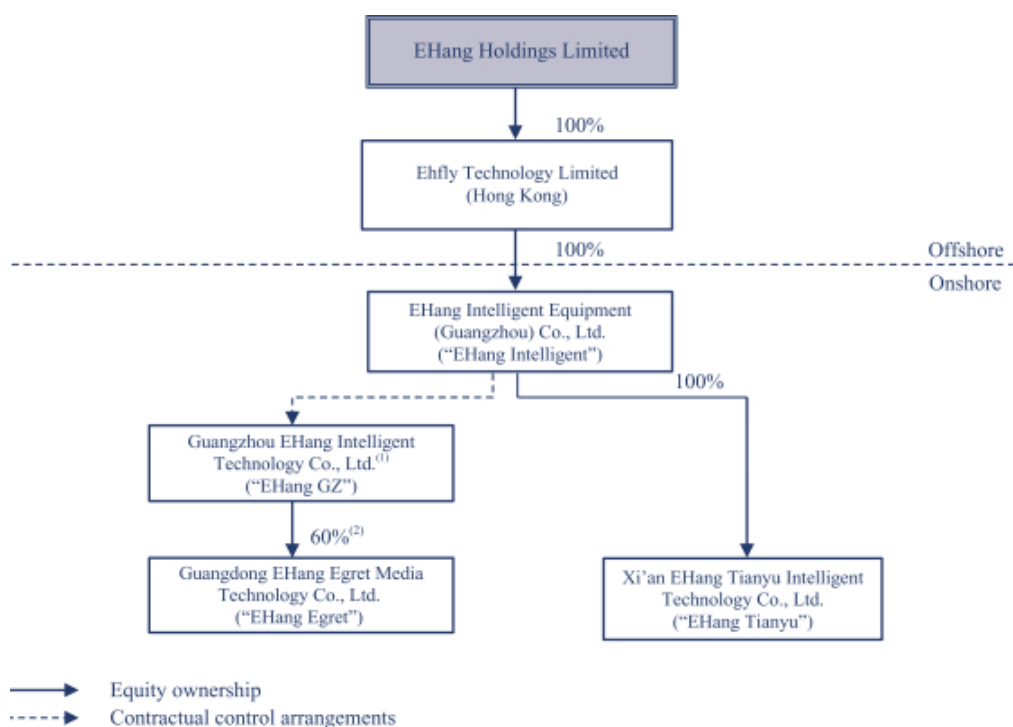 EHang Holdings Limited
100%
Ehfly Technology Limited
(Hong Kong)
100%
Offshore
Onshore
EHang Intelligent Equipment
(Guangzhou) Co., Ltd.
(“EHang Intelligent”)
100%
Guangzhou EHang Intelligent
Technology Co., Ltd.(1)
(“EHang GZ”)
60%(2)
Guangdong EHang Egret Media
Technology Co., Ltd.
(“EHang Egret”)
Xi’an EHang Tianyu Intelligent
Technology Co., Ltd.
(“EHang Tianyu”)
Equity ownership
Contractual control arrangements